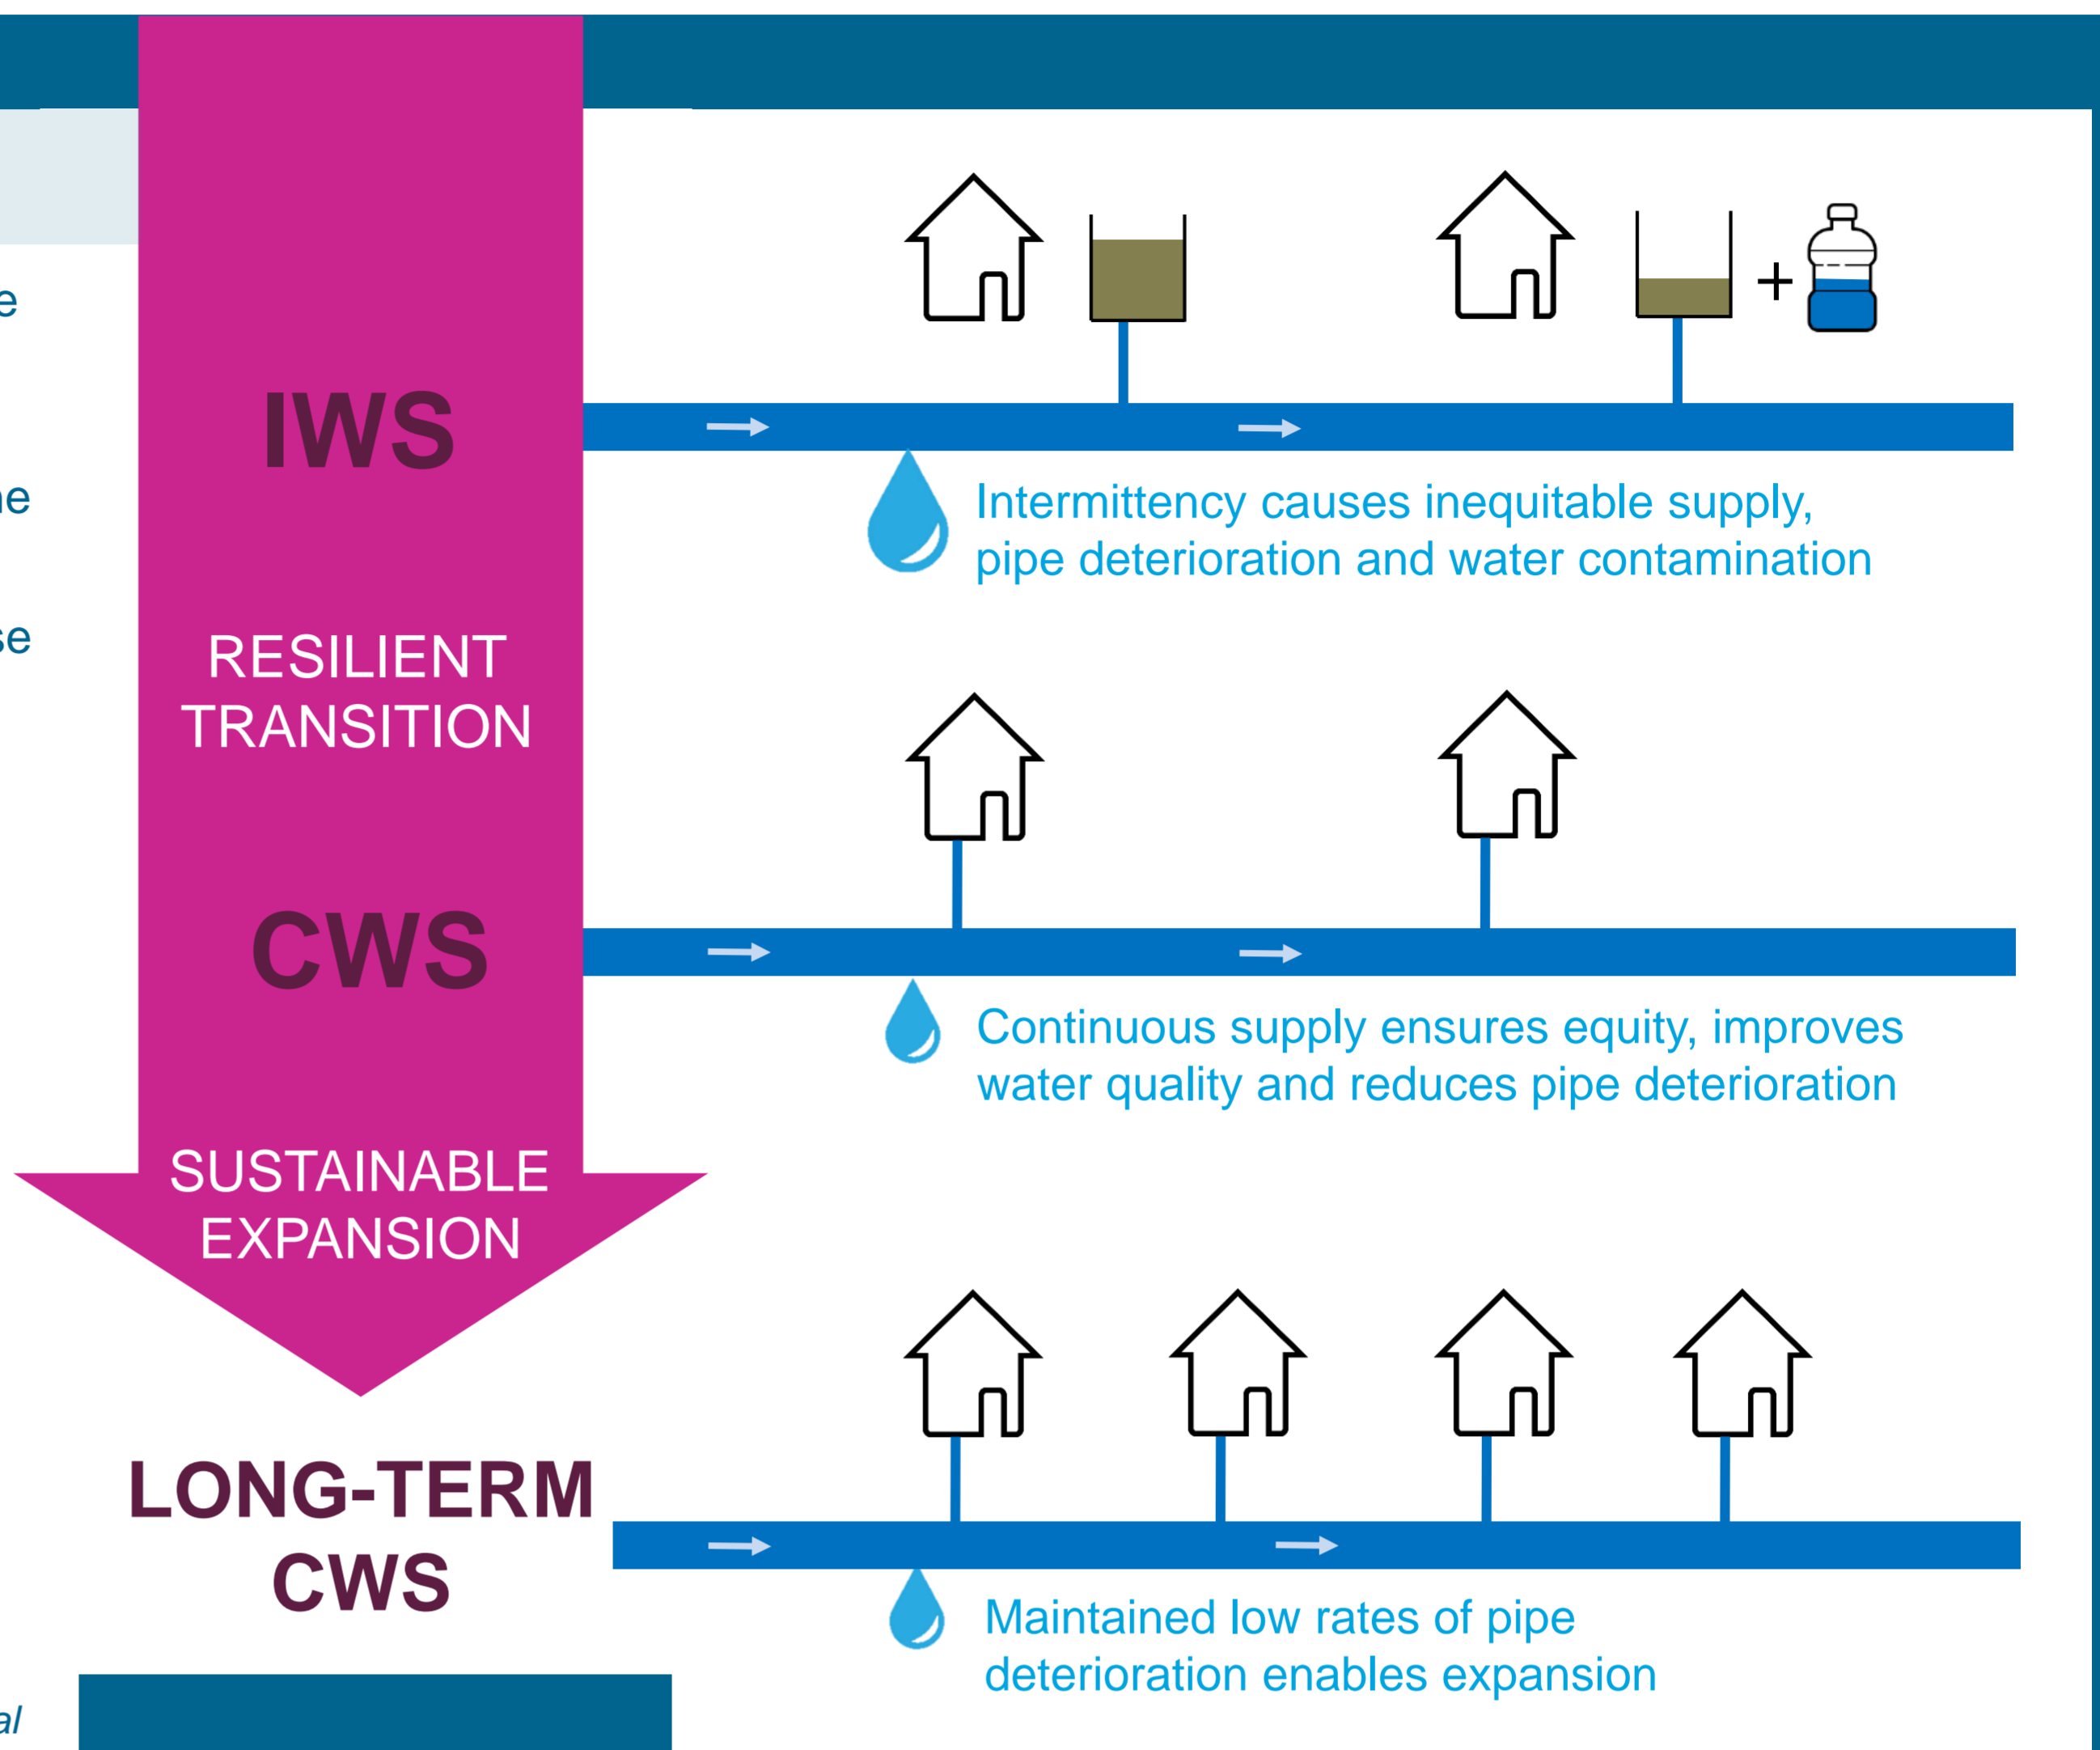 IWS
Intermittency causes inequitable supply,
pipe deterioration and water contamination
RESILIENT
TRANSITION
CWS
Continuous supply ensures equity, improves
water quality and reduces pipe deterioration
SUSTAINABLE
EXPANSION
LONG-TERM
CWS
Maintained low rates of pipe
deterioration enables expansion